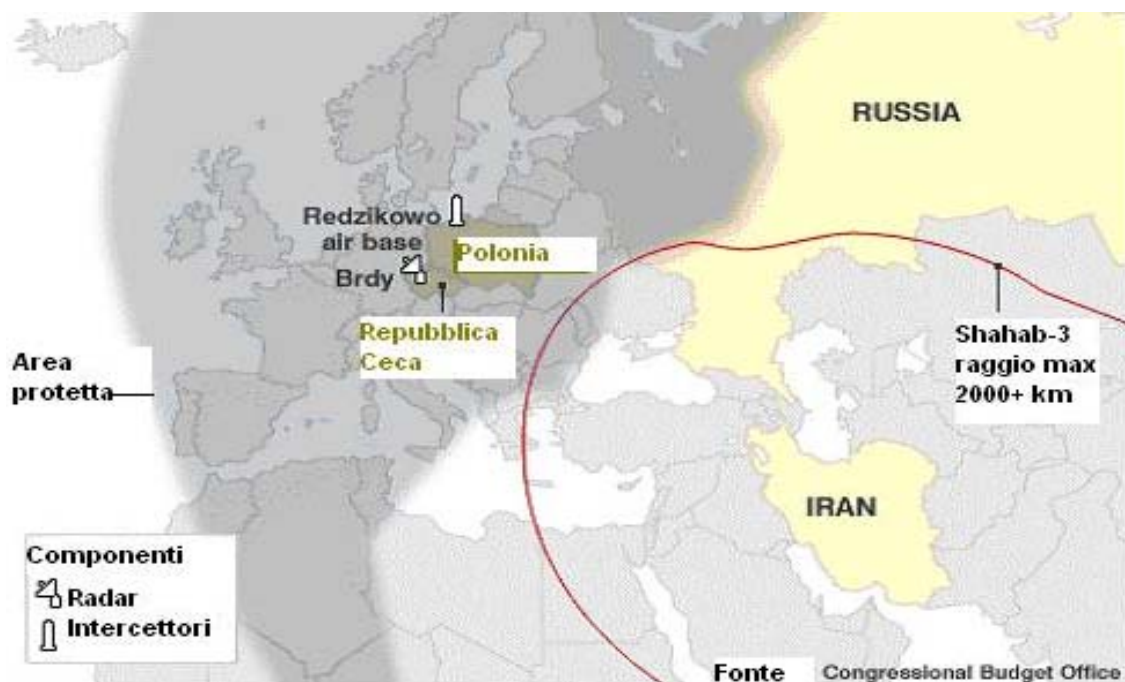 RUSSIA
Redzikowo
air base
Polonia
Brdy
Repubblica
Ceca
Area
protetta
Shahab-3
raggio max
2000+ km
IRAN
Componenti
Radar
Intercettori
Fonte Congressional Budget Office